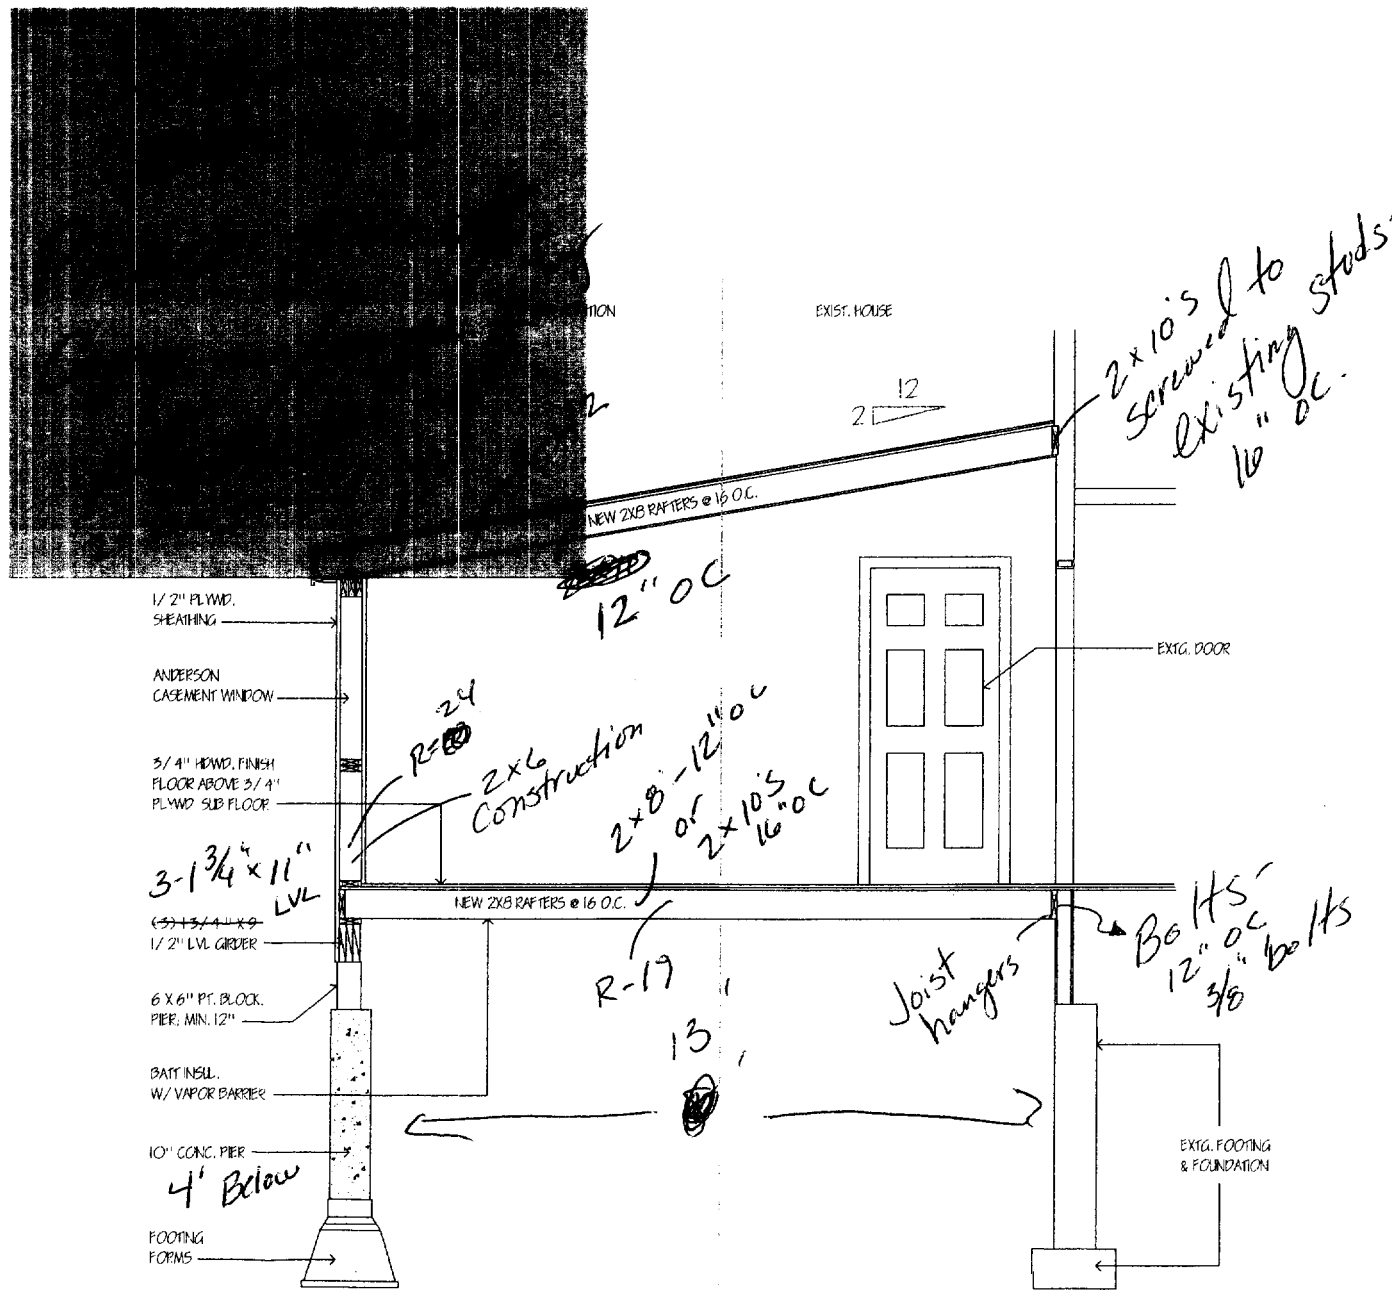 EXIST. HOUSE
12
2
2x10's
screwed to
existing studs
16" OC.
NEW 2X8 RAFTERS @ 16 O.C.
12" OC
1/2" PLYWD.
SHEATHING
EXTG. DOOR
ANDERSON
CASEMENT WINDOW
24
R=
3/4" HDWD. FINISH
FLOOR ABOVE 3/4"
PLYWD SUB FLOOR
2x6
Construction
2x8 - 12" OC
or
2x10's
16" OC
3-1 3/4" x 11"
LVL
NEW 2X8 RAFTERS @ 16 O.C.
(3) 1 3/4" X 9
1/2" LVL GIRDER
Bolts
12" OC
3/8" bolts
R-19
Joist
hangers
6 X 6" PT. BLOCK.
PIER; MIN. 12"
13'
BATT INSUL.
W/ VAPOR BARRIER
10" CONC. PIER
4' Below
EXTG. FOOTING
& FOUNDATION
FOOTING
FORMS